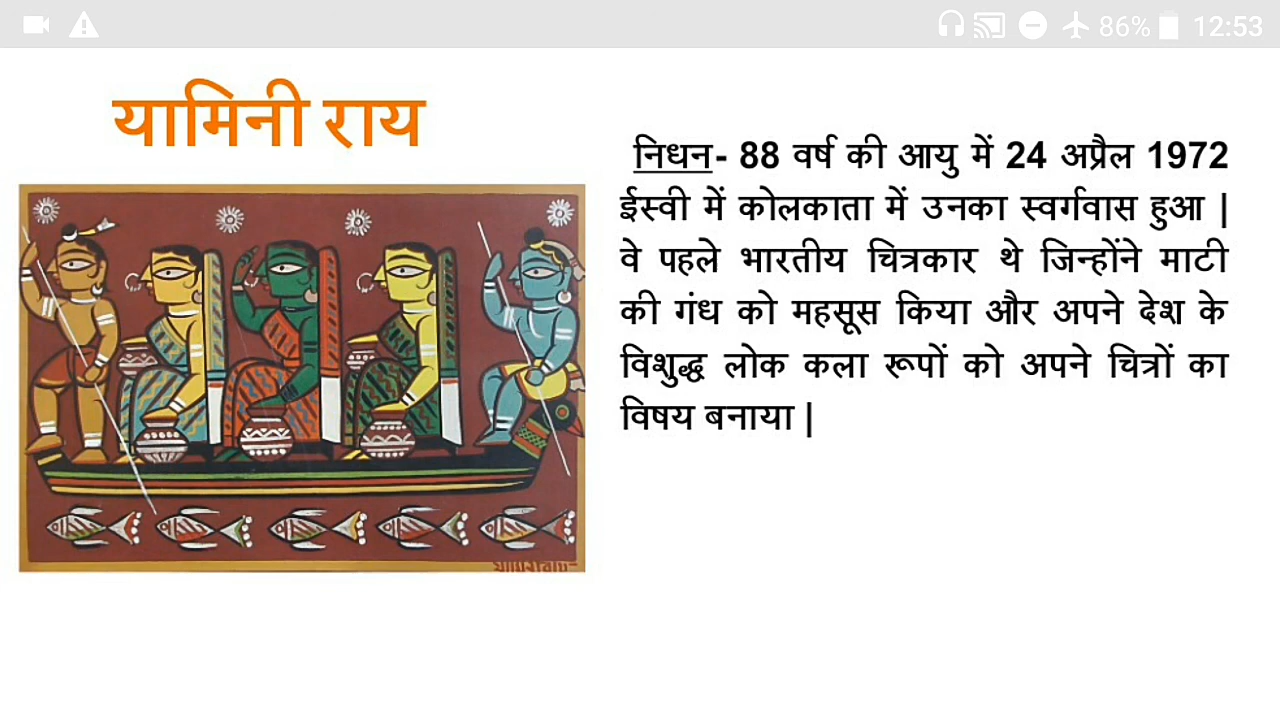 86% 12:53
यामिनी राय
निधन- 88 वर्ष की आयु में 24 अप्रैल 1972
ईस्वी में कोलकाता में उनका स्वर्गवास हुआ |
वे पहले भारतीय चित्रकार थे जिन्होंने माटी
की गंध को महसूस किया और अपने देश के
विशुद्ध लोक कला रूपों को अपने चित्रों का
विषय बनाया |